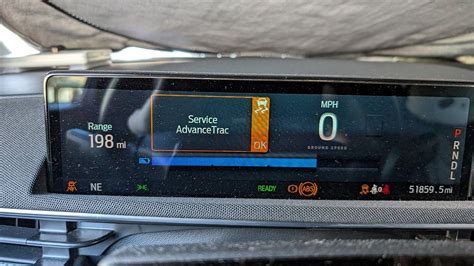 Service
AdvanceTrac
OK
Range
198 mi
MPH
0
GROUND SPEED
P
R
N
D
L
NE
READY
ABS
51859.5 mi